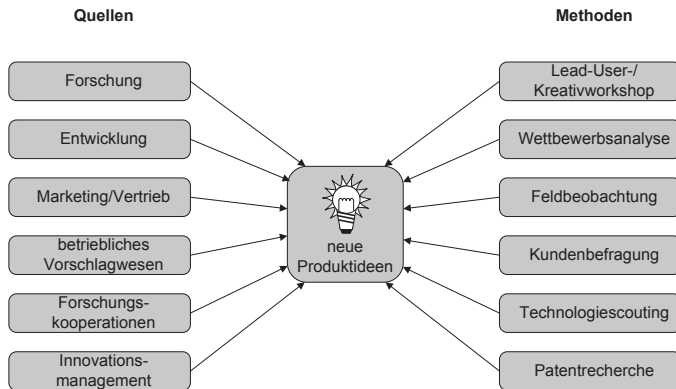 Quellen
Methoden
Forschung
Entwicklung
Marketing/Vertrieb
betriebliches
Vorschlagwesen
Forschungs-
kooperationen
Innovations-
management
neue
Produktideen
Lead-User-/
Kreativworkshop
Wettbewerbsanalyse
Feldbeobachtung
Kundenbefragung
Technologiescouting
Patentrecherche